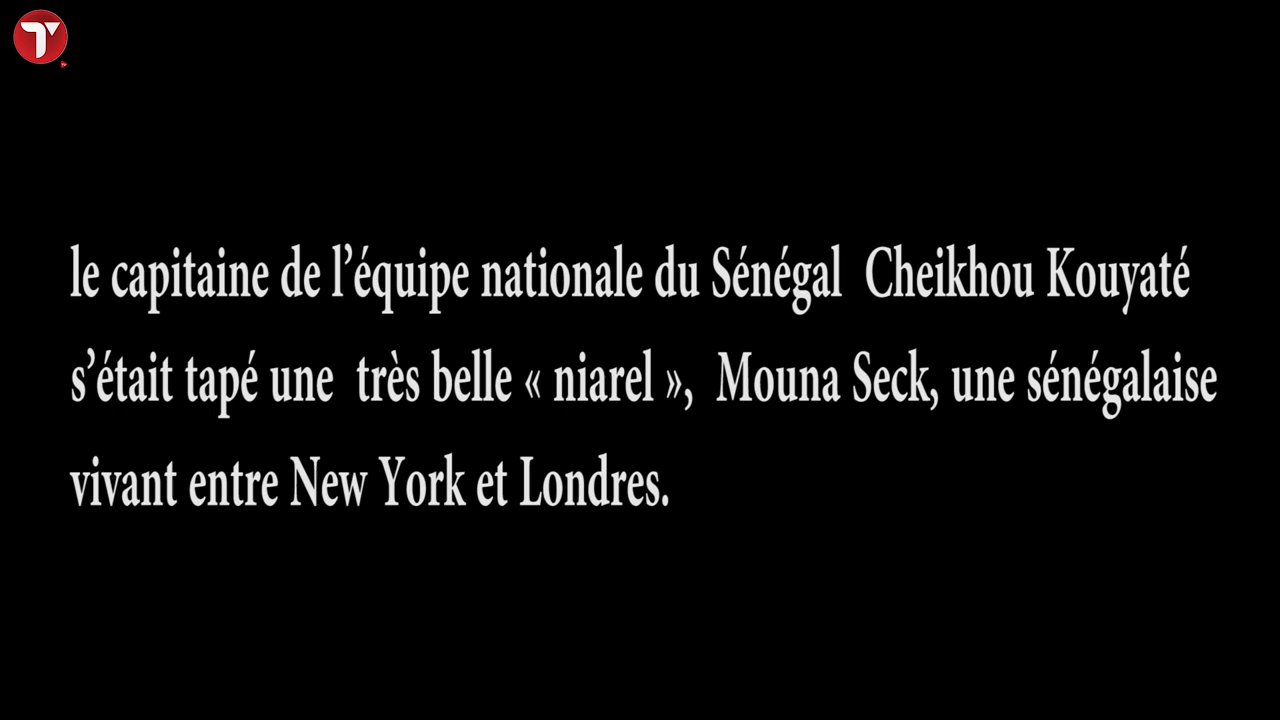 le capitaine de l’équipe nationale du Sénégal  Cheikhou Kouyaté
s’était tapé une  très belle « niarel »,  Mouna Seck, une sénégalaise
vivant entre New York et Londres.